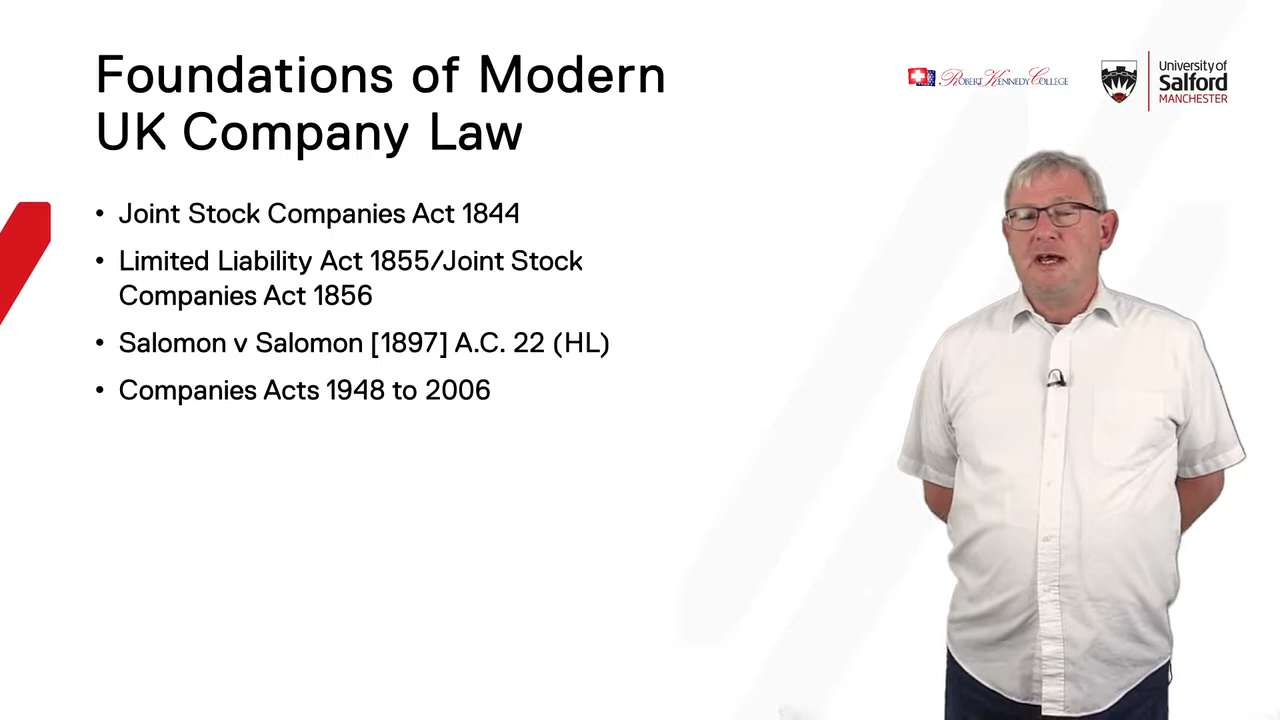 Foundations of Modern
UK Company Law
ROBERT KENNEDY COLLEGE
University of
Salford
MANCHESTER
• Joint Stock Companies Act 1844
• Limited Liability Act 1855/Joint Stock
Companies Act 1856
• Salomon v Salomon [1897] A.C. 22 (HL)
• Companies Acts 1948 to 2006